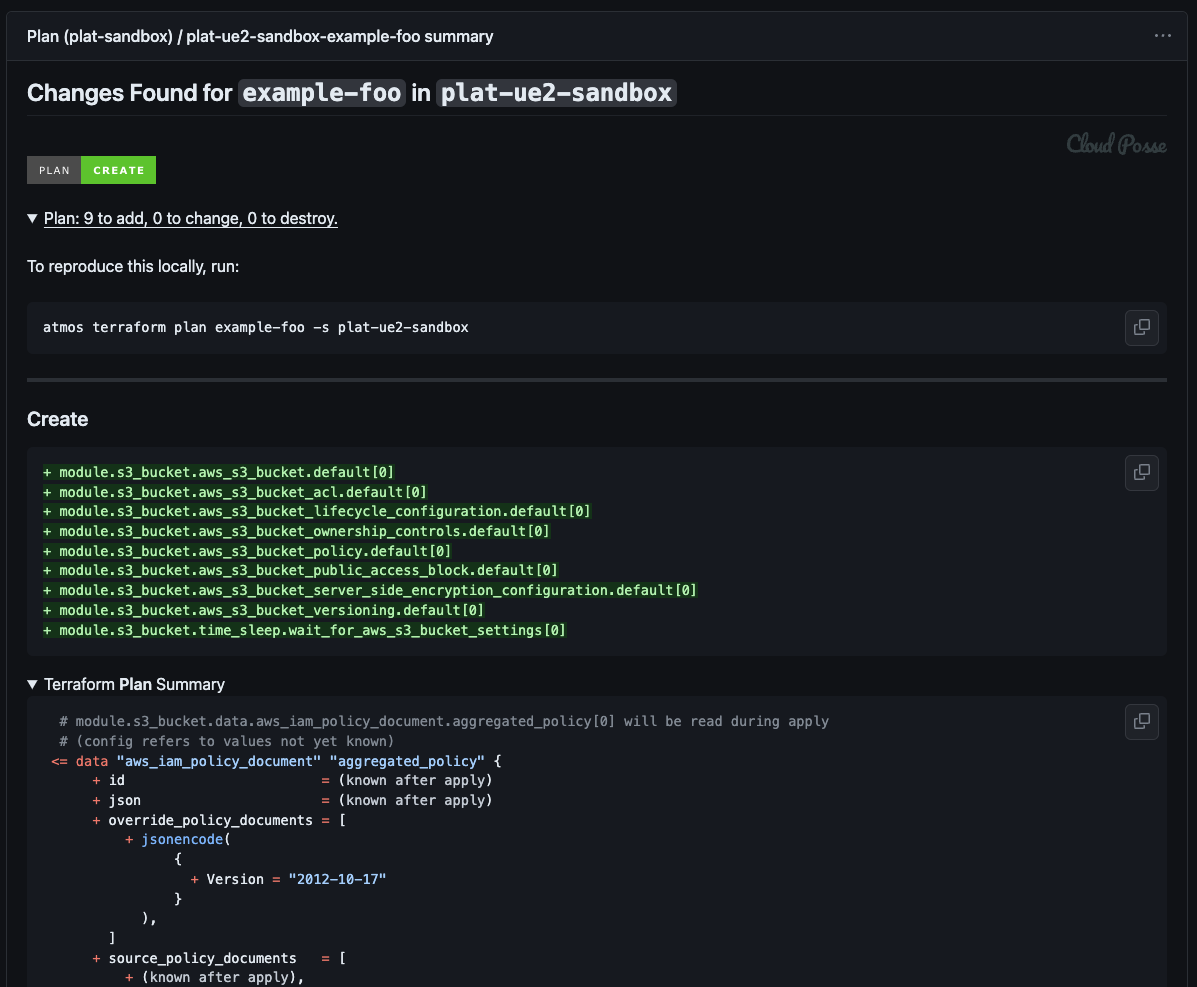 Plan (plat-sandbox) / plat-ue2-sandbox-example-foo summary
Changes Found for example-foo in plat-ue2-sandbox
Cloud Posse
PLAN CREATE
▼ Plan: 9 to add, 0 to change, 0 to destroy.
To reproduce this locally, run:
atmos terraform plan example-foo -s plat-ue2-sandbox
Create
+ module.s3_bucket.aws_s3_bucket.default[0]
+ module.s3_bucket.aws_s3_bucket_acl.default[0]
+ module.s3_bucket.aws_s3_bucket_lifecycle_configuration.default[0]
+ module.s3_bucket.aws_s3_bucket_ownership_controls.default[0]
+ module.s3_bucket.aws_s3_bucket_policy.default[0]
+ module.s3_bucket.aws_s3_bucket_public_access_block.default[0]
+ module.s3_bucket.aws_s3_bucket_server_side_encryption_configuration.default[0]
+ module.s3_bucket.aws_s3_bucket_versioning.default[0]
+ module.s3_bucket.time_sleep.wait_for_aws_s3_bucket_settings[0]
▼ Terraform Plan Summary
# module.s3_bucket.data.aws_iam_policy_document.aggregated_policy[0] will be read during apply
# (config refers to values not yet known)
<= data "aws_iam_policy_document" "aggregated_policy" {
+ id = (known after apply)
+ json = (known after apply)
+ override_policy_documents = [
+ jsonencode(
{
+ Version = "2012-10-17"
}
),
]
+ source_policy_documents = [
+ (known after apply),